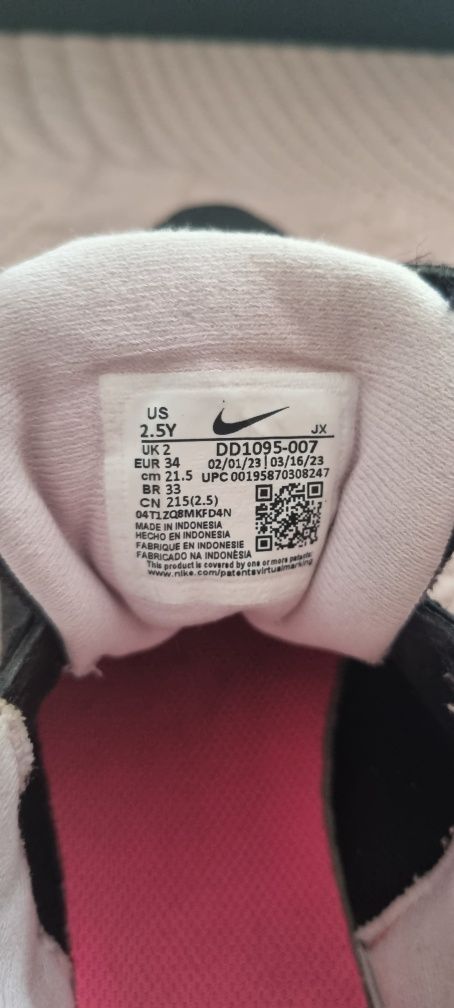 US
2.5Y
JX
UK 2
DD1095-007
EUR 34
02/01/23 | 03/16/23
cm 21.5
UPC 00195870308247
BR 33
CN 215(2.5)
04T1ZQ8MKFD4N
MADE IN INDONESIA
HECHO EN INDONESIA
FABRIQUE EN INDONESIE
FABRICADO NA INDONÉSIA
This product is covered by one or more patents:
www.nike.com/patentsvirtualmarking